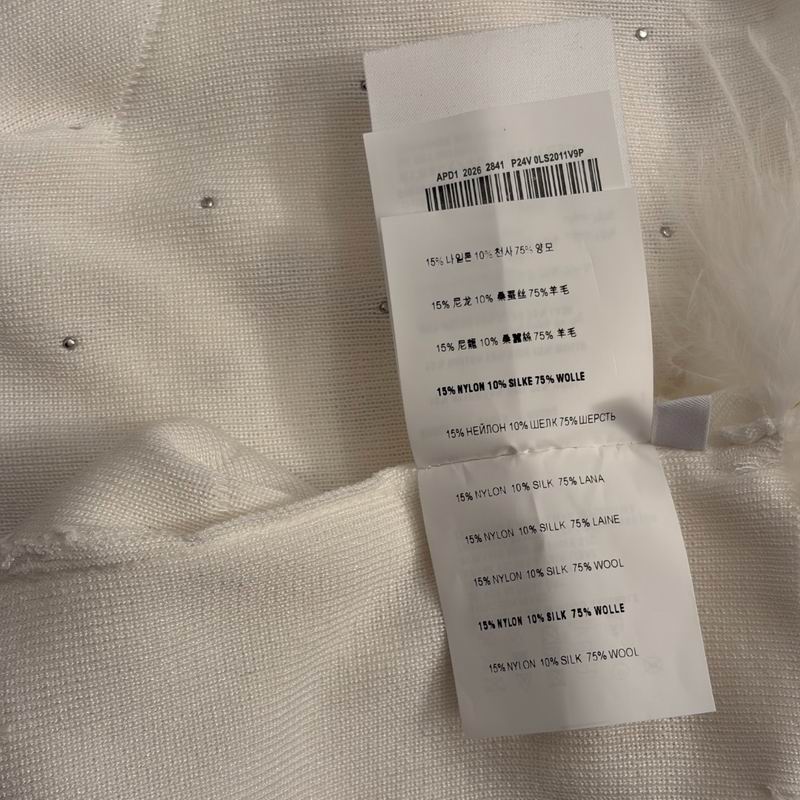 APD1 2026 2841 P24V 0LS2011V9P
15% 나일론 10% 천사 75% 양모
15% 尼龙 10% 桑蚕丝 75% 羊毛
15% 尼龍 10% 桑蠶絲 75% 羊毛
15% NYLON 10% SILKE 75% WOLLE
15% НЕЙЛОН 10% ШЕЛК 75% ШЕРСТЬ
15% NYLON 10% SILK 75% LANA
15% NYLON 10% SILLK 75% LAINE
15% NYLON 10% SILK 75% WOOL
15% NYLON 10% SILK 75% WOLLE
15% NYLON 10% SILK 75% WOOL